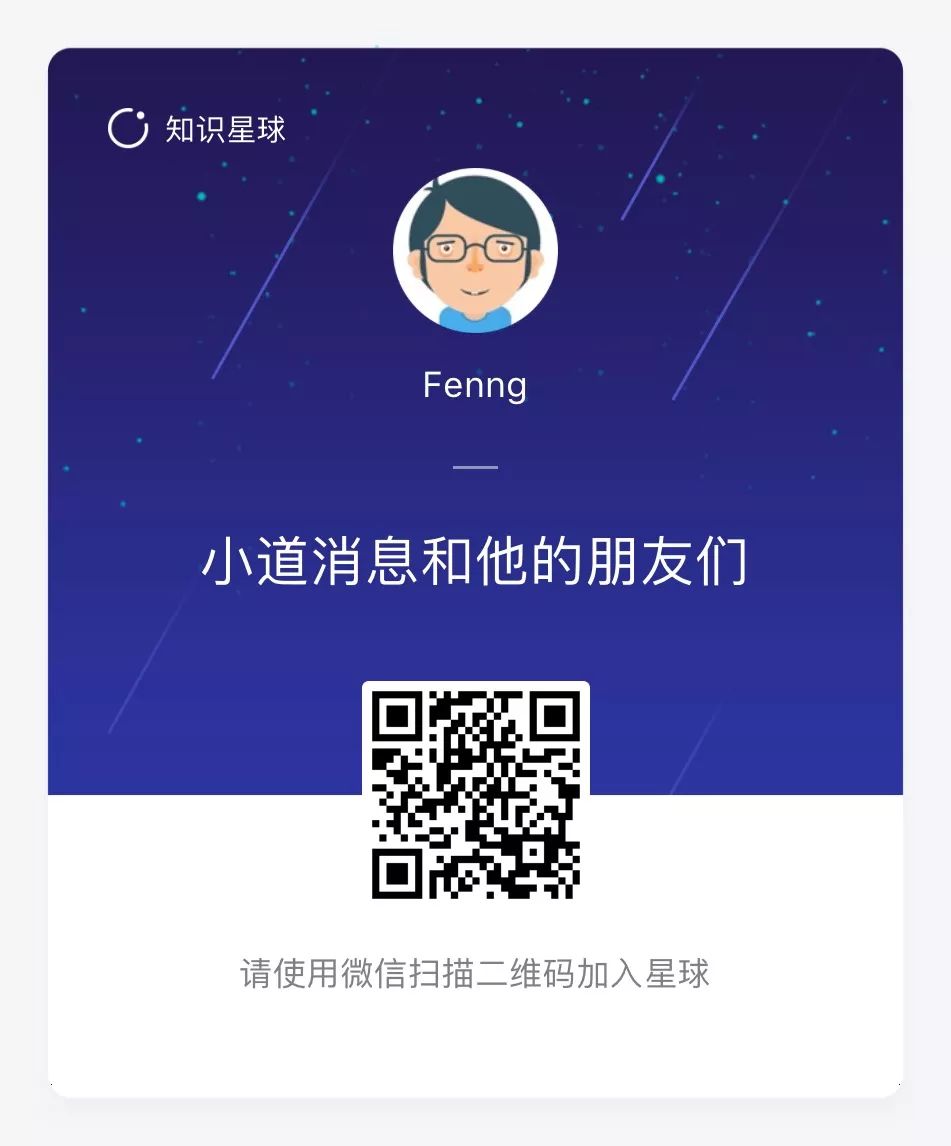 知识星球
Fenng
小道消息和他的朋友们
请使用微信扫描二维码加入星球